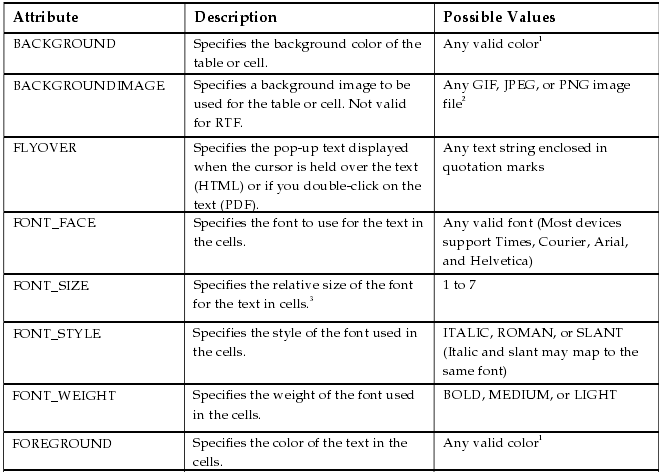 Attribute Description Possible Values
BACKGROUND Specifies the background color of the Any valid color1
table or cell.
BACKGROUNDIMAGE Specifies a background image to be Any GIF, JPEG, or PNG image
used for the table or cell. Not valid file2
for RTF.
FLYOVER Specifies the pop-up text displayed Any text string enclosed in
when the cursor is held over the text quotation marks
(HTML) or if you double-click on the
text (PDF).
FONT_FACE Specifies the font to use for the text in Any valid font (Most devices
the cells. support Times, Courier, Arial,
and Helvetica)
FONT_SIZE Specifies the relative size of the font 1 to 7
for the text in cells.3
FONT_STYLE Specifies the style of the font used in ITALIC, ROMAN, or SLANT
the cells. (Italic and slant may map to the
same font)
FONT_WEIGHT Specifies the weight of the font used BOLD, MEDIUM, or LIGHT
in the cells.
FOREGROUND Specifies the color of the text in the Any valid color1
cells.